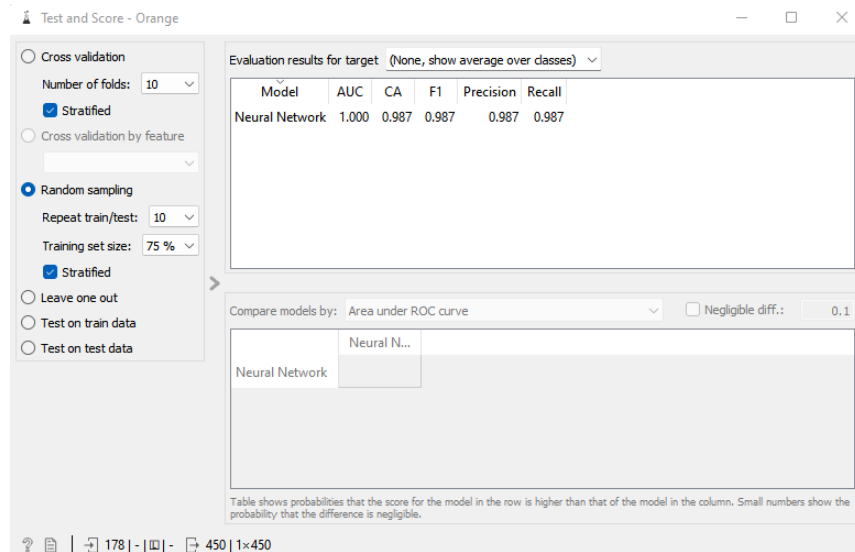 Test and Score - Orange
Cross validation
Number of folds: 10
Stratified
Cross validation by feature
Random sampling
Repeat train/test: 10
Training set size: 75 %
Stratified
Leave one out
Test on train data
Test on test data
Evaluation results for target (None, show average over classes)
Model AUC CA F1 Precision Recall
Neural Network 1.000 0.987 0.987 0.987 0.987
Compare models by: Area under ROC curve Negligible diff.: 0.1
Neural N...
Neural Network
Table shows probabilities that the score for the model in the row is higher than that of the model in the column. Small numbers show the
probability that the difference is negligible.
? 178 | - | - 450 | 1×450